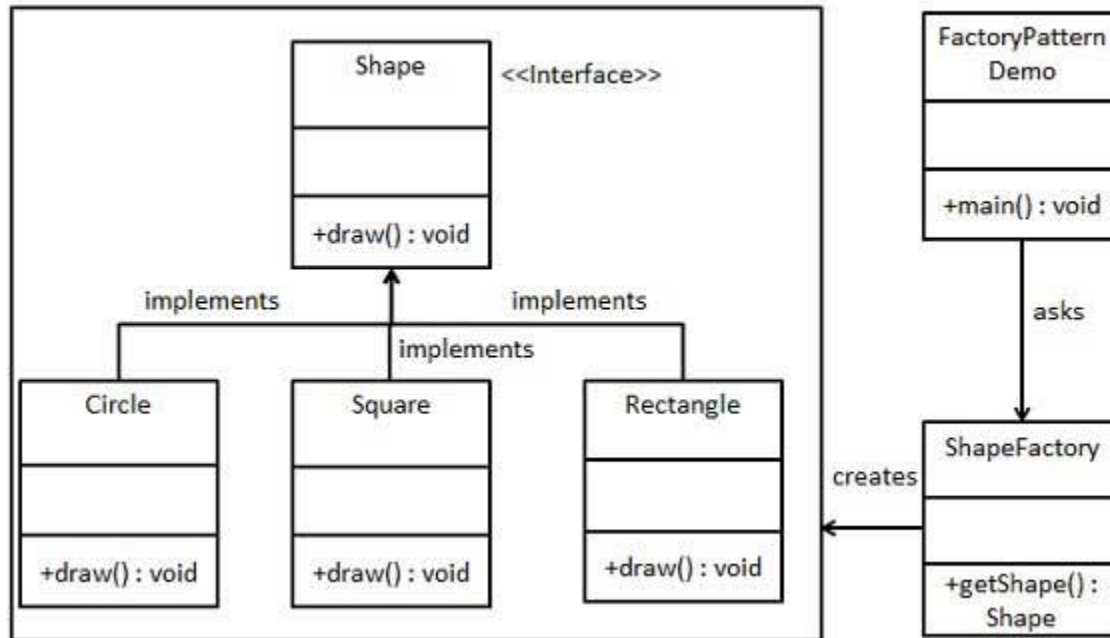 Shape
<<Interface>>
+draw() : void
implements
implements
implements
Circle
+draw() : void
Square
+draw() : void
Rectangle
+draw() : void
FactoryPattern
Demo
+main() : void
asks
ShapeFactory
+getShape() :
Shape
creates